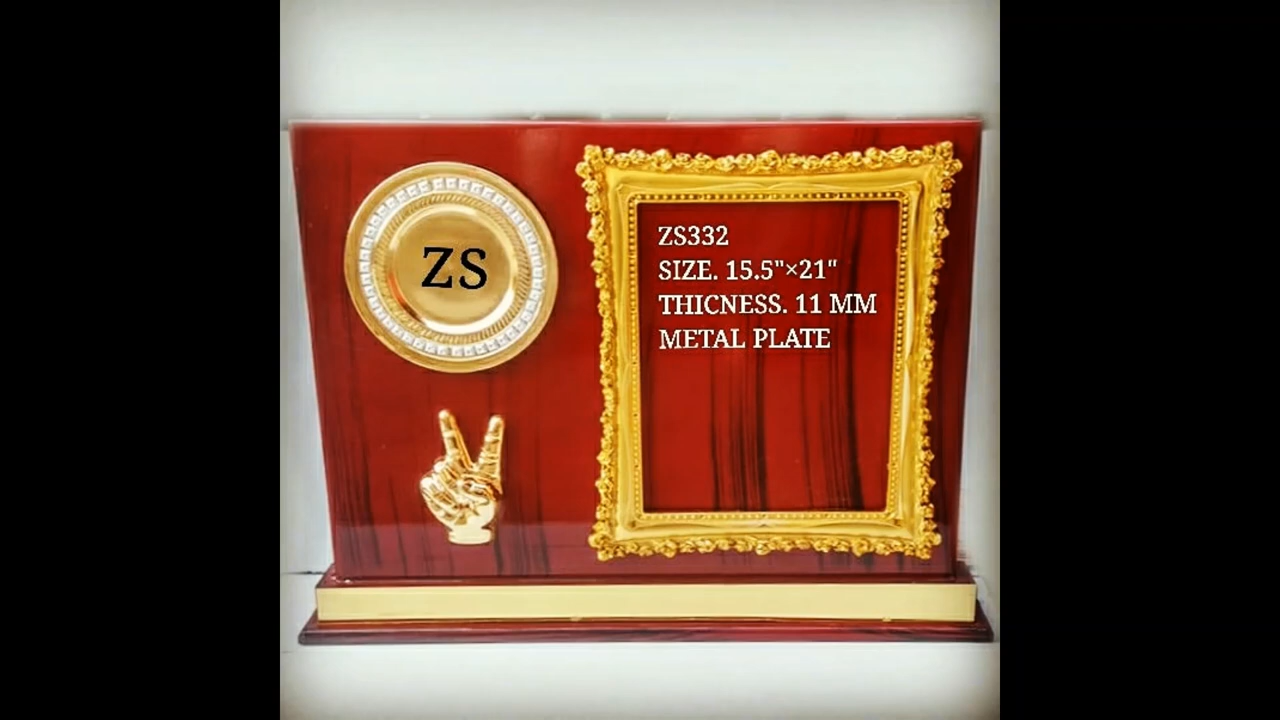 ZS
ZS332
SIZE. 15.5"×21"
THICNESS. 11 MM
METAL PLATE